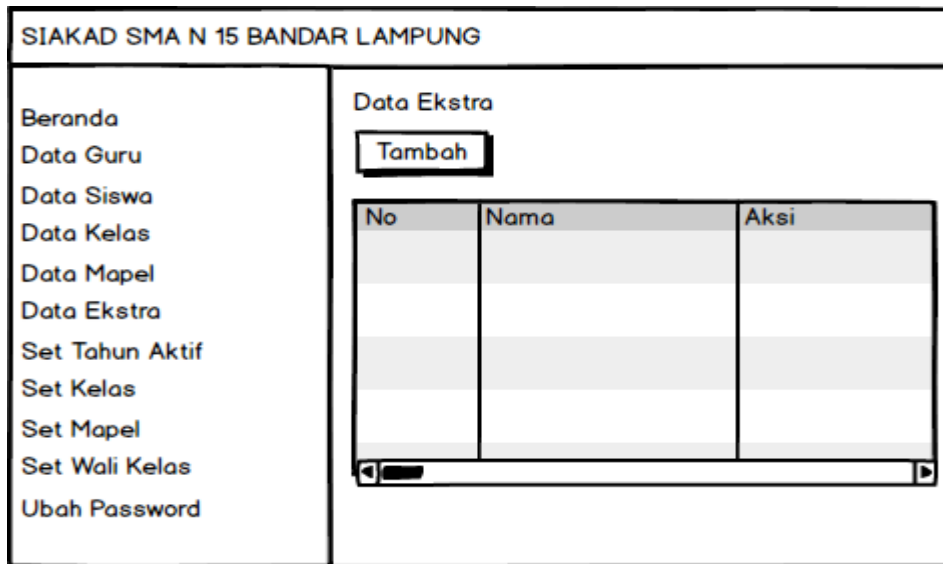 SIAKAD SMA N 15 BANDAR LAMPUNG
Beranda
Data Guru
Data Siswa
Data Kelas
Data Mapel
Data Ekstra
Set Tahun Aktif
Set Kelas
Set Mapel
Set Wali Kelas
Ubah Password
Data Ekstra
Tambah
No Nama Aksi